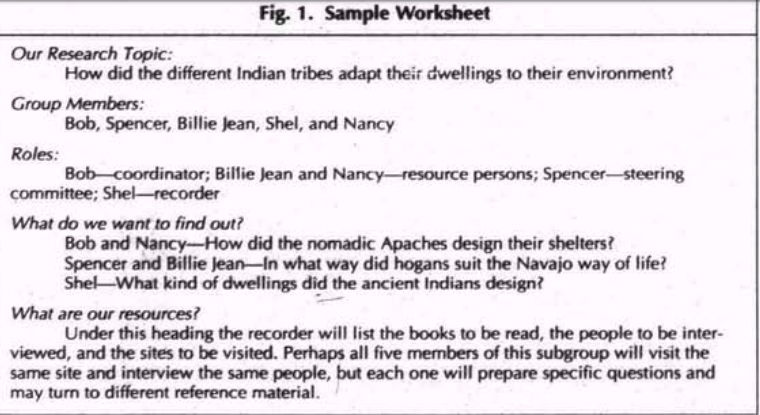 Fig. 1. Sample Worksheet
Our Research Topic:
How did the different Indian tribes adapt their dwellings to their environment?
Group Members:
Bob, Spencer, Billie Jean, Shel, and Nancy
Roles:
Bob—coordinator; Billie Jean and Nancy—resource persons; Spencer—steering
committee; Shel—recorder
What do we want to find out?
Bob and Nancy—How did the nomadic Apaches design their shelters?
Spencer and Billie Jean—In what way did hogans suit the Navajo way of life?
Shel—What kind of dwellings did the ancient Indians design?
What are our resources?
Under this heading the recorder will list the books to be read, the people to be inter-
viewed, and the sites to be visited. Perhaps all five members of this subgroup will visit the
same site and interview the same people, but each one will prepare specific questions and
may turn to different reference material.